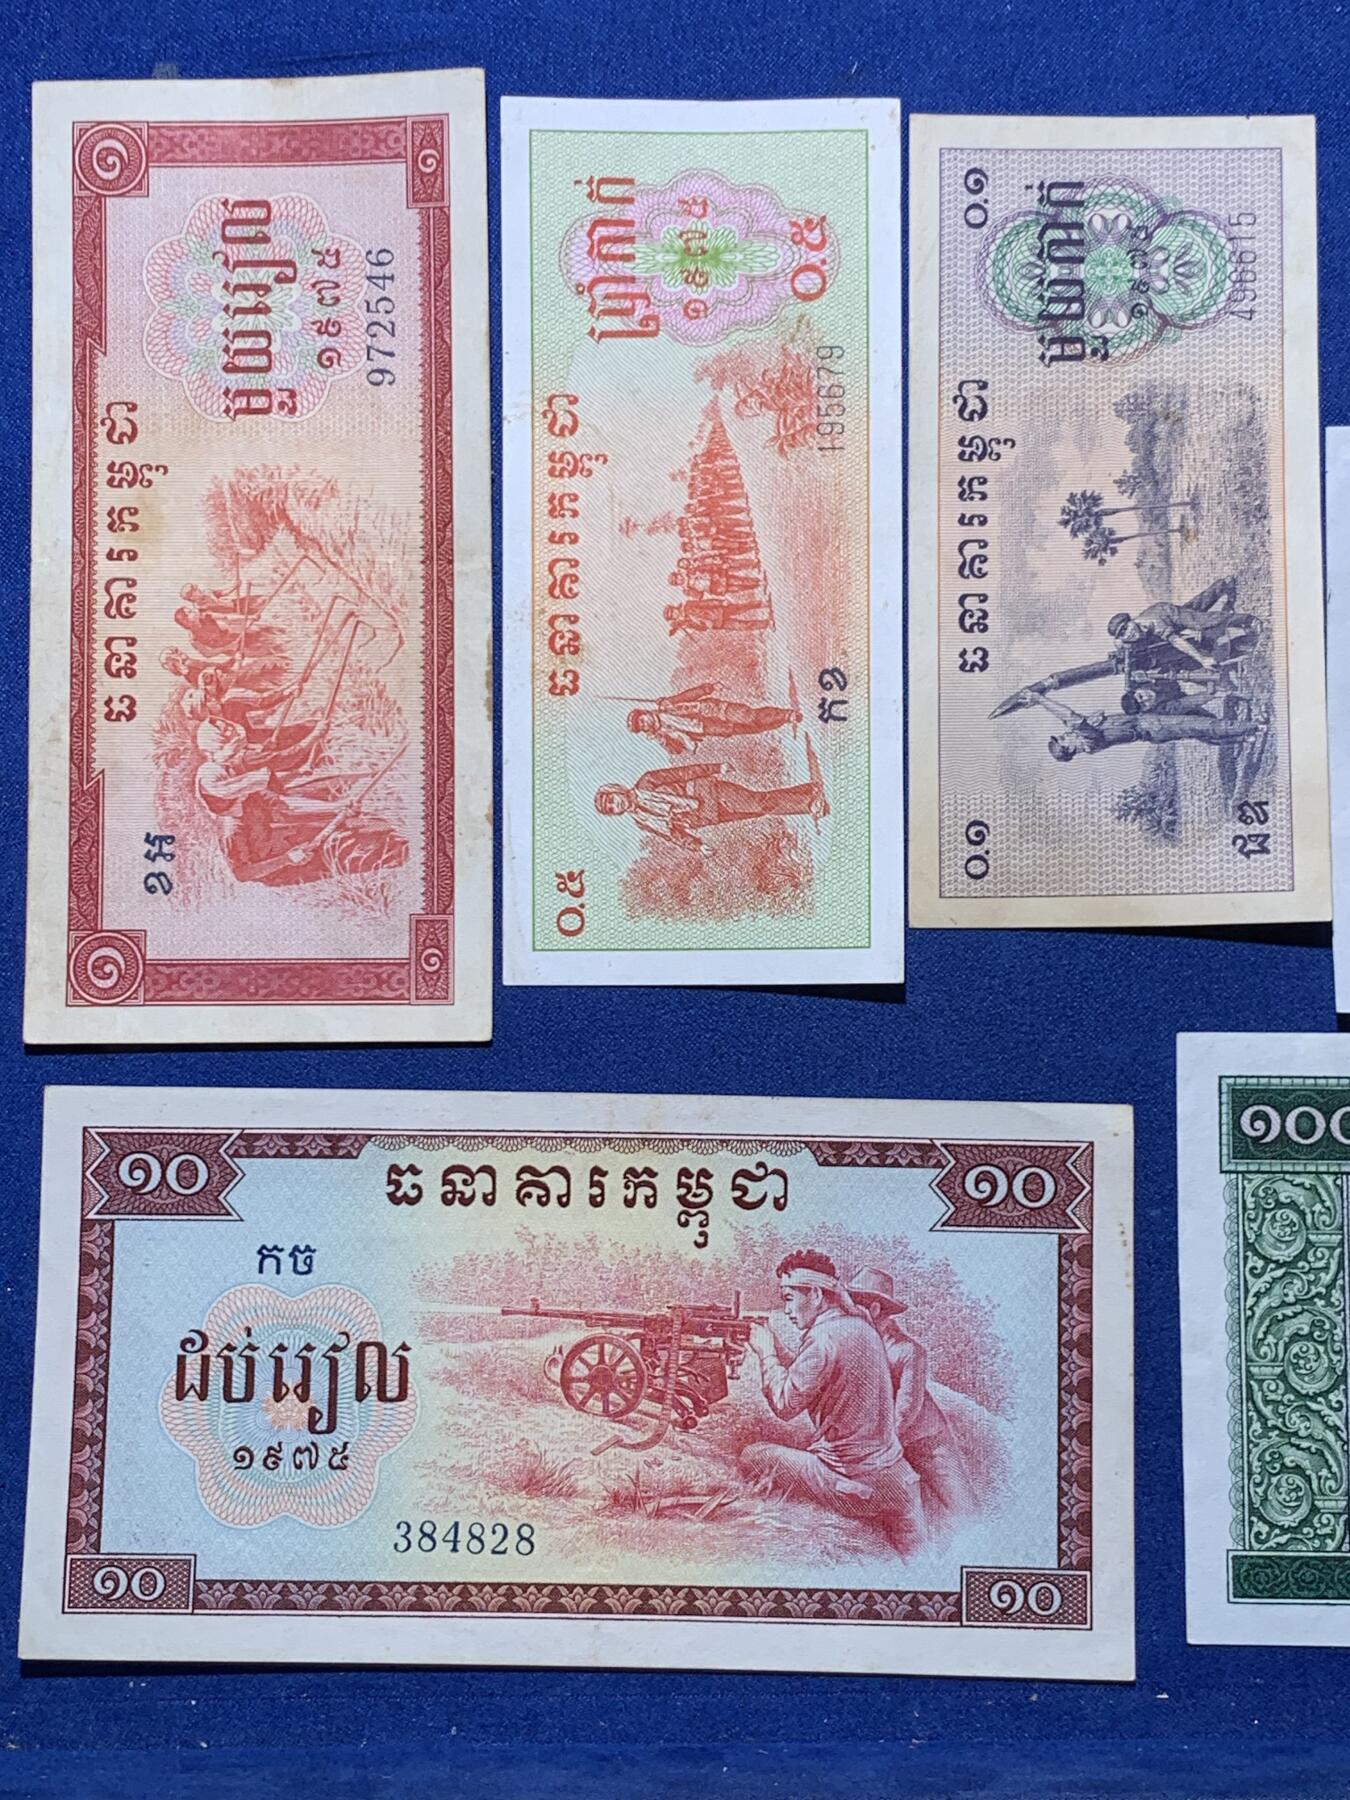 ១
១
ធនាគារកម្ពុជា
មួយរៀល
១៩៧៥
972546
ខអ
១
១
ធនាគារកម្ពុជា
ប្រាំកាក់
១៩៧៥
០.៥
០.៥
195679
កខ
០.១
០.១
ធនាគារកម្ពុជា
មួយកាក់
១៩៧៥
496615
១០
ធនាគារកម្ពុជា
១០
កច
ដប់រៀល
១៩៧៥
384828
១០
១០
១០០